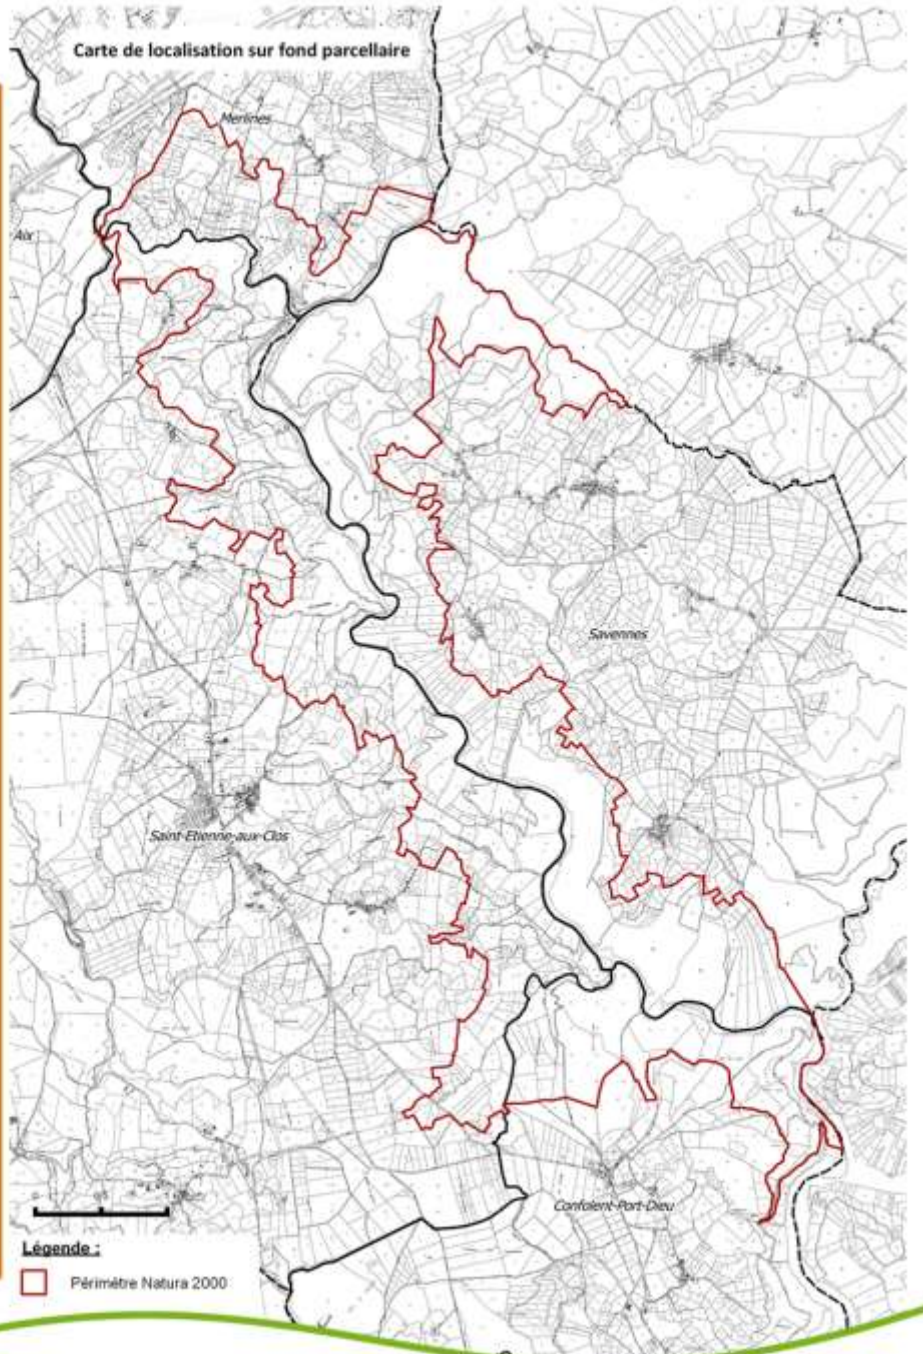 Carte de localisation sur fond parcellaire
Merlines
Aix
Savennes
Saint-Etienne-aux-Clos
Confolent-Port-Dieu
Légende :
Périmètre Natura 2000